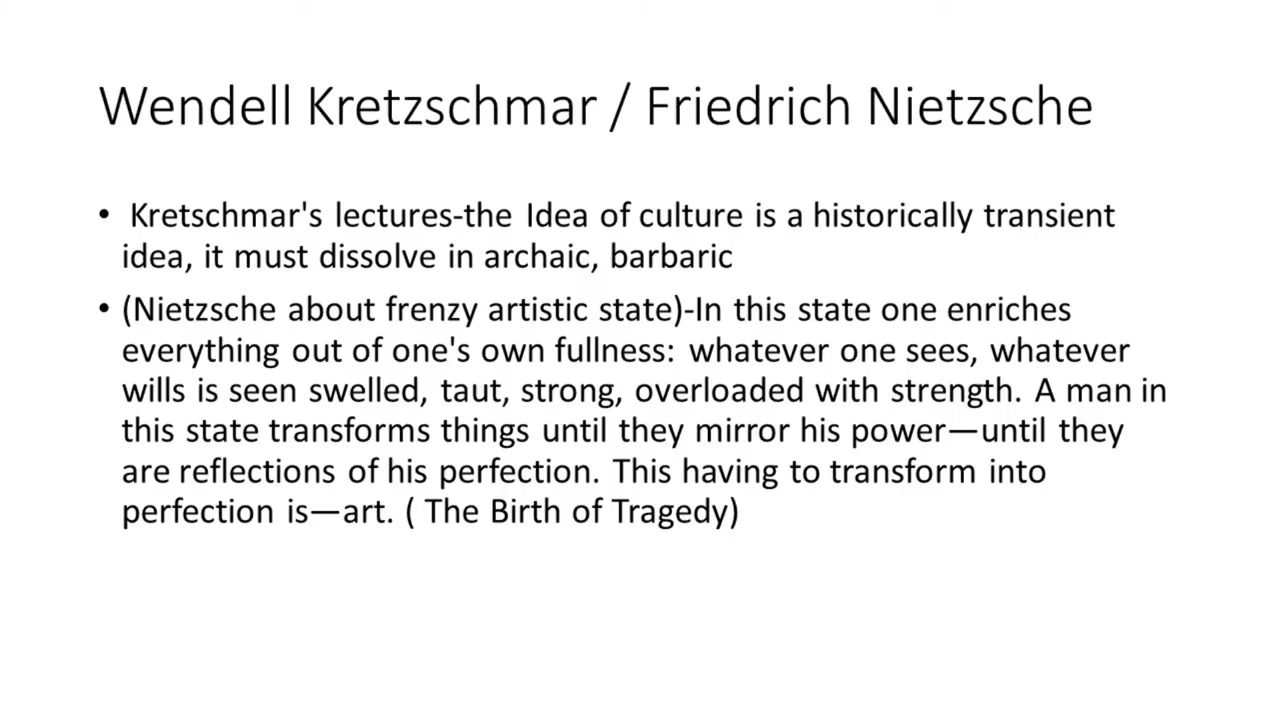 Wendell Kretzschmar / Friedrich Nietzsche
• Kretschmar's lectures-the Idea of culture is a historically transient
idea, it must dissolve in archaic, barbaric
• (Nietzsche about frenzy artistic state)-In this state one enriches
everything out of one's own fullness: whatever one sees, whatever
wills is seen swelled, taut, strong, overloaded with strength. A man in
this state transforms things until they mirror his power—until they
are reflections of his perfection. This having to transform into
perfection is—art. ( The Birth of Tragedy)